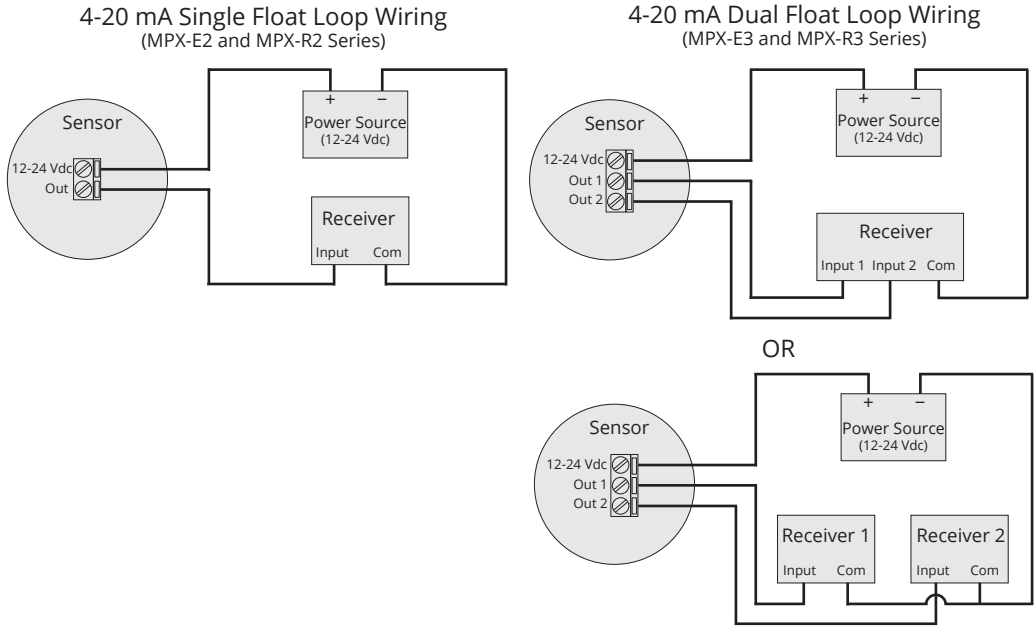 4-20 mA Single Float Loop Wiring
(MPX-E2 and MPX-R2 Series)
+ −
Power Source
(12-24 Vdc)
Sensor
12-24 Vdc
Out
Receiver
Input Com
4-20 mA Dual Float Loop Wiring
(MPX-E3 and MPX-R3 Series)
+ −
Power Source
(12-24 Vdc)
Sensor
12-24 Vdc
Out 1
Out 2
Receiver
Input 1 Input 2 Com
OR
+ −
Power Source
(12-24 Vdc)
Sensor
12-24 Vdc
Out 1
Out 2
Receiver 1
Input Com
Receiver 2
Input Com